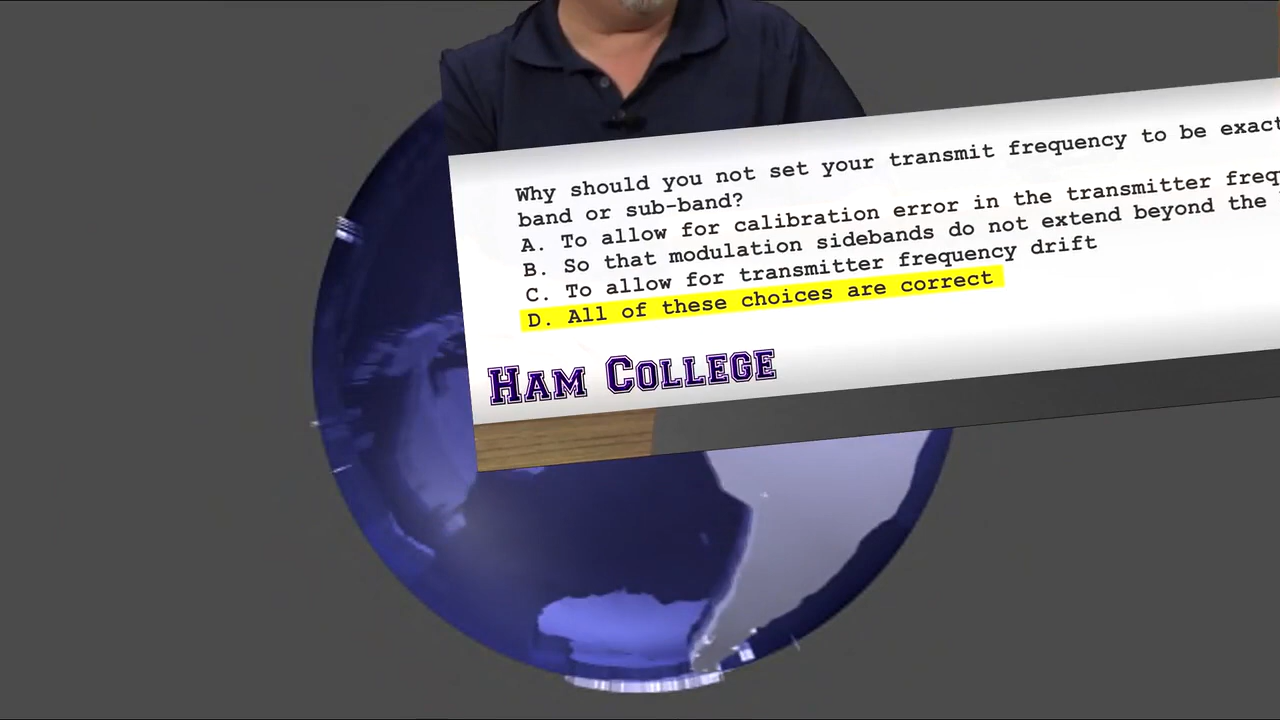 Why should you not set your transmit frequency to be
band or sub-band?
A. To allow for calibration error in the transmitter
B. So that modulation sidebands do not extend beyond the
C. To allow for transmitter frequency drift
D. All of these choices are correct
Ham College